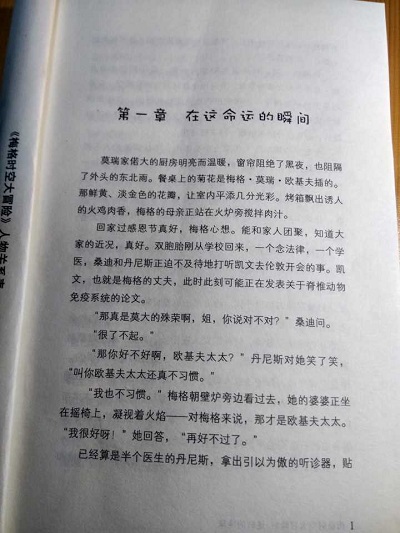 第一章 在这命运的瞬间
莫瑞家偌大的厨房明亮而温暖，窗帘阻绝了黑夜，也阻隔
了外头的东北雨。餐桌上的菊花是梅格·莫瑞·欧基夫插的。
那鲜黄、淡金色的花瓣，让室内平添几分光彩。烤箱飘出诱人
的火鸡肉香，梅格的母亲正站在火炉旁搅拌肉汁。
回家过感恩节真好，梅格心想。能和家人团聚，知道大
家的近况，真好。双胞胎刚从学校回来，一个念法律，一个学
医，桑迪和丹尼斯正迫不及待地打听凯文去伦敦开会的事。凯
文，也就是梅格的丈夫，此时此刻可能正在发表关于脊椎动物
免疫系统的论文。
“那真是莫大的殊荣啊，姐，你说对不对？”桑迪问。
“很了不起。”
“那你好不好啊，欧基夫太太？”丹尼斯对她笑了笑，
“叫你欧基夫太太还真不习惯。”
“我也不习惯。”梅格朝壁炉旁边看过去，她的婆婆正坐
在摇椅上，凝视着火焰——对梅格来说，那才是欧基夫太太。
“我很好呀！”她回答，“再好不过了。”
已经算是半个医生的丹尼斯，拿出引以为傲的听诊器，贴
1
《梅格时空大冒险》人物关系表